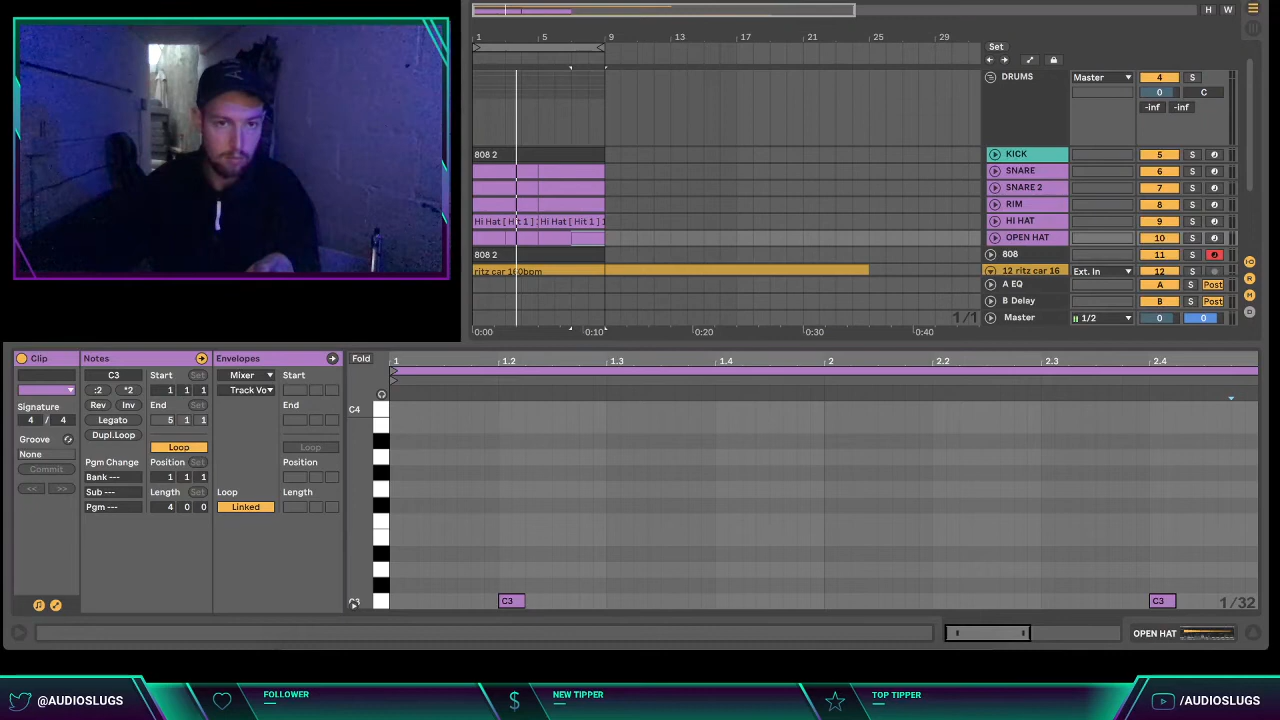 H W
1 5 9 13 17 21 25 29
Set
DRUMS Master 4 S
0 C
-inf -inf
808 2 KICK 5 S
SNARE 6 S
SNARE 2 7 S
RIM 8 S
Hi Hat [ Hit 1 ] Hi Hat [ Hit 1 ] 1 HI HAT 9 S
OPEN HAT 10 S
808 2 808 11 S
ritz car 160bpm 12 ritz car 16 Ext. In 12 S
A EQ A S Post
B Delay B S Post
1/1 Master 1/2 0 0
0:00 0:10 0:20 0:30 0:40
Clip Notes Envelopes Fold 1 1.2 1.3 1.4 2 2.2 2.3 2.4
C3 Start Set Mixer Start
:2 *2 1 1 1 Track Vo
Signature Rev Inv End Set End
4 / 4 Legato 5 1 1
Groove Dupl.Loop Loop Loop
None Pgm Change Position Set Position
Commit Bank --- 1 1 1
<< >> Sub --- Length Set Loop Length
Pgm --- 4 0 0 Linked
C4
C3 C3 C3 1/32
OPEN HAT
@AUDIOSLUGS FOLLOWER NEW TIPPER TOP TIPPER /AUDIOSLUGS